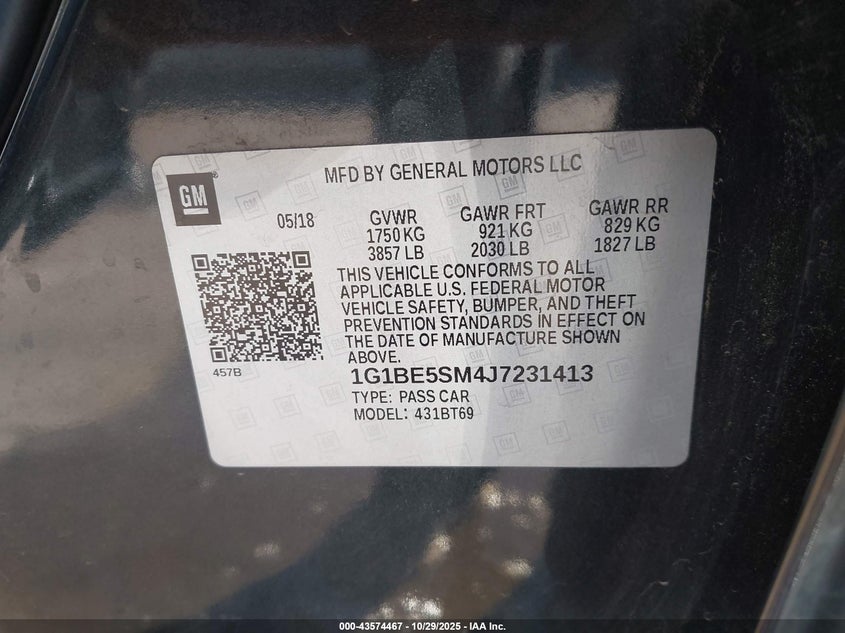 MFD BY GENERAL MOTORS LLC
GM
05/18
GVWR GAWR FRT GAWR RR
1750 KG 921 KG 829 KG
3857 LB 2030 LB 1827 LB
THIS VEHICLE CONFORMS TO ALL
APPLICABLE U.S. FEDERAL MOTOR
VEHICLE SAFETY, BUMPER, AND THEFT
PREVENTION STANDARDS IN EFFECT ON
THE DATE OF MANUFACTURE SHOWN
ABOVE.
457B
1G1BE5SM4J7231413
TYPE: PASS CAR
MODEL: 431BT69
000-43574467 - 10/29/2025 - IAA Inc.